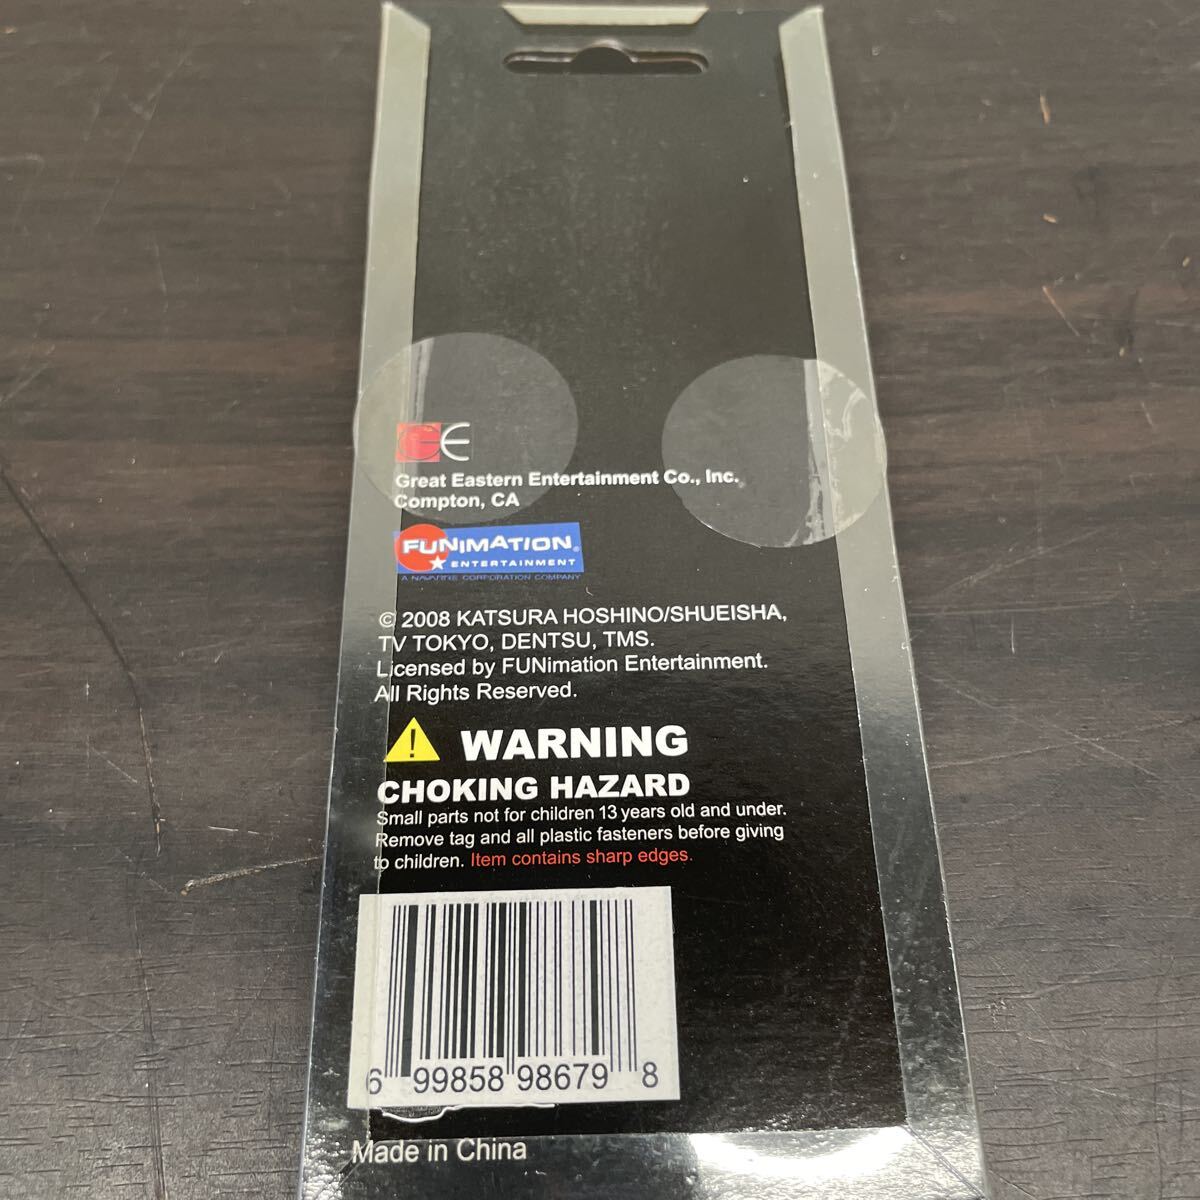 GE
Great Eastern Entertainment Co., Inc.
Compton, CA
FUNIMATION®
ENTERTAINMENT
A NAVARRE CORPORATION COMPANY
© 2008 KATSURA HOSHINO/SHUEISHA,
TV TOKYO, DENTSU, TMS.
Licensed by FUNimation Entertainment.
All Rights Reserved.
! WARNING
CHOKING HAZARD
Small parts not for children 13 years old and under.
Remove tag and all plastic fasteners before giving
to children. Item contains sharp edges.
6 99858 98679 8
Made in China